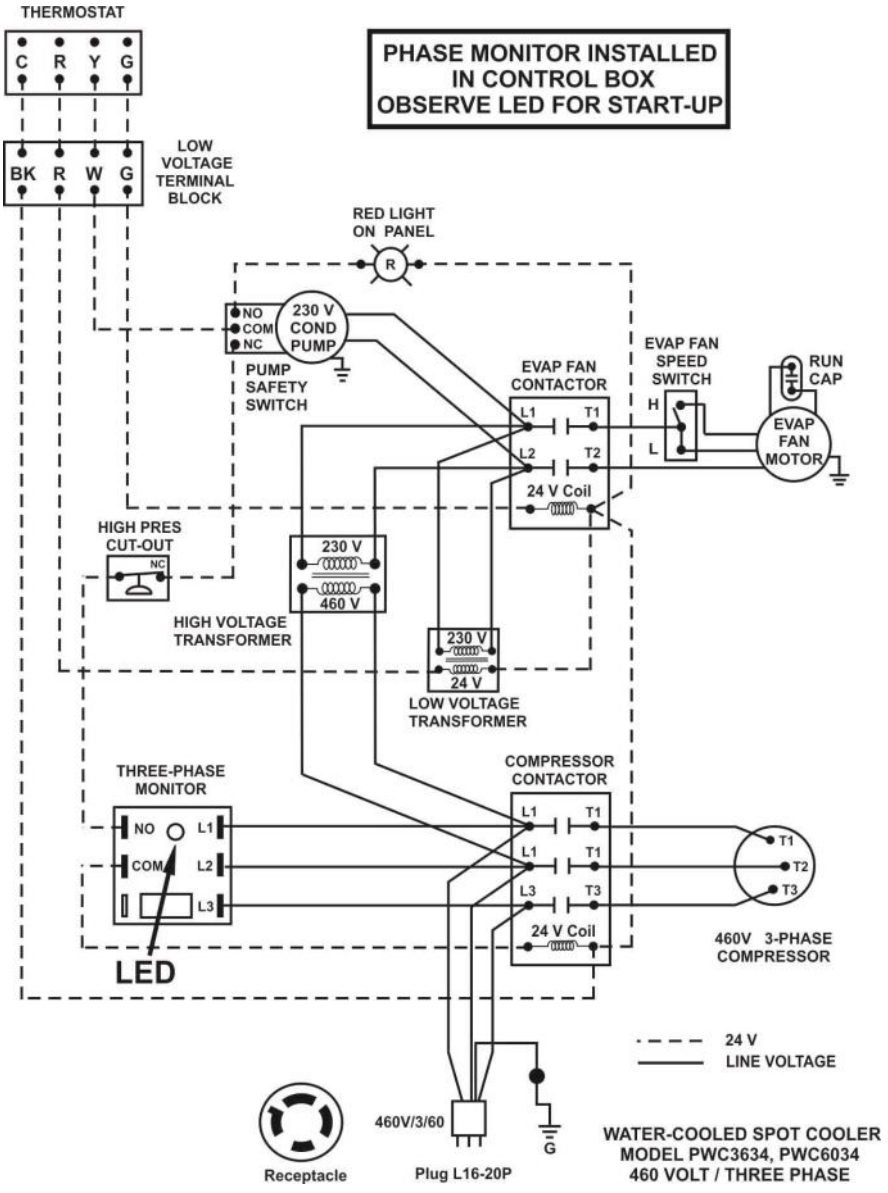 THERMOSTAT
C R Y G
PHASE MONITOR INSTALLED
IN CONTROL BOX
OBSERVE LED FOR START-UP
BK R W G
LOW
VOLTAGE
TERMINAL
BLOCK
RED LIGHT
ON PANEL
R
NO
COM
NC
230 V
COND
PUMP
PUMP
SAFETY
SWITCH
EVAP FAN
CONTACTOR
L1 T1
L2 T2
24 V Coil
EVAP FAN
SPEED
SWITCH
H
L
RUN
CAP
EVAP
FAN
MOTOR
HIGH PRES
CUT-OUT
NC
230 V
460 V
HIGH VOLTAGE
TRANSFORMER
230 V
24 V
LOW VOLTAGE
TRANSFORMER
THREE-PHASE
MONITOR
NO L1
COM L2
L3
LED
COMPRESSOR
CONTACTOR
L1 T1
L1 T1
L3 T3
24 V Coil
T1
T2
T3
460V 3-PHASE
COMPRESSOR
24 V
LINE VOLTAGE
460V/3/60
G
Receptacle
Plug L16-20P
WATER-COOLED SPOT COOLER
MODEL PWC3634, PWC6034
460 VOLT / THREE PHASE